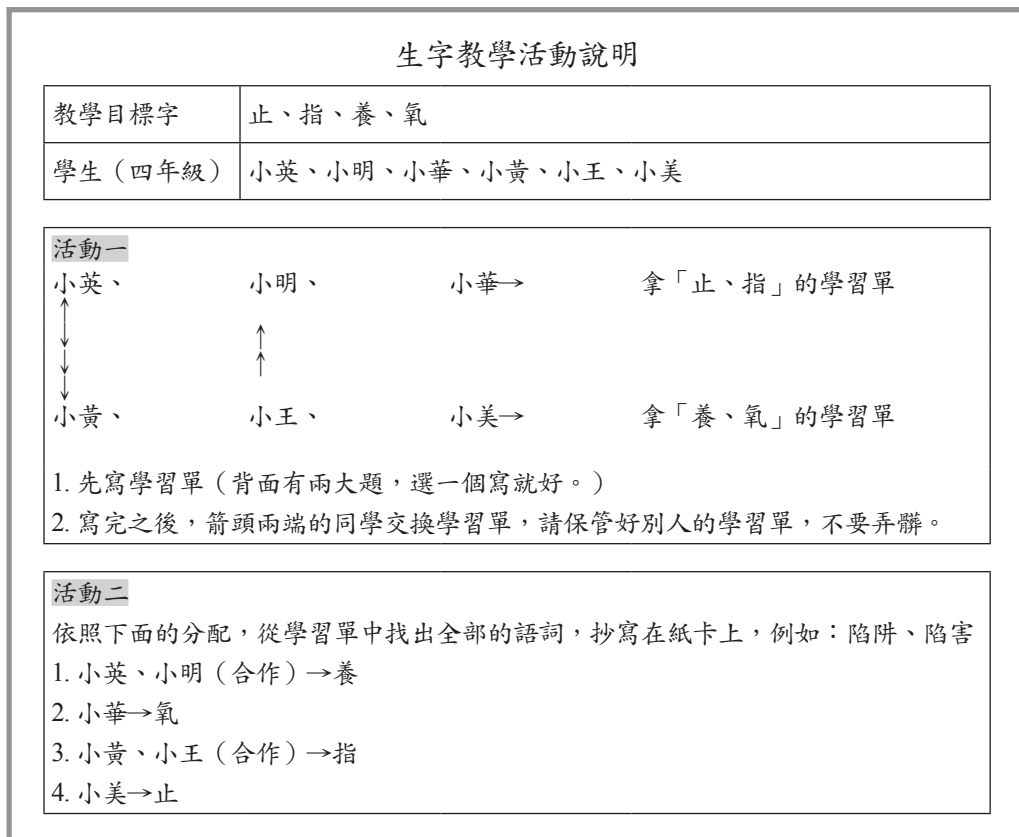 生字教學活動說明
教學目標字 止、指、養、氧
學生（四年級） 小英、小明、小華、小黃、小王、小美
活動一
小英、 小明、 小華→ 拿「止、指」的學習單
小黃、 小王、 小美→ 拿「養、氧」的學習單
1. 先寫學習單（背面有兩大題，選一個寫就好。）
2. 寫完之後，箭頭兩端的同學交換學習單，請保管好別人的學習單，不要弄髒。
活動二
依照下面的分配，從學習單中找出全部的語詞，抄寫在紙卡上，例如：陷阱、陷害
1. 小英、小明（合作）→養
2. 小華→氧
3. 小黃、小王（合作）→指
4. 小美→止